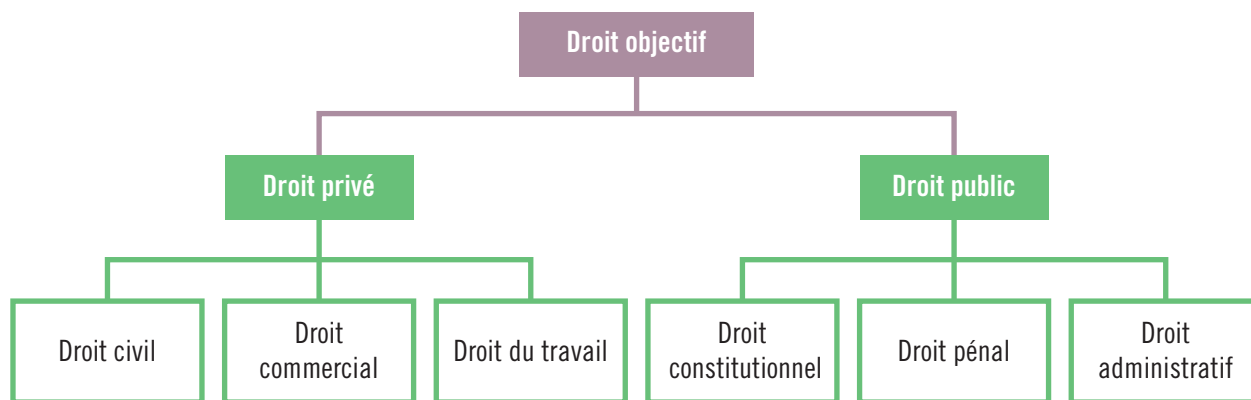 Droit objectif
Droit privé
Droit public
Droit civil
Droit
commercial
Droit du travail
Droit
constitutionnel
Droit pénal
Droit
administratif